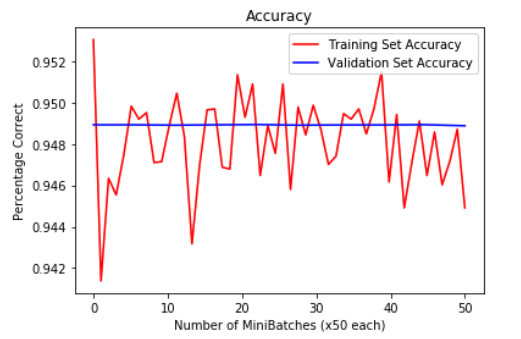 Accuracy
Training Set Accuracy
Validation Set Accuracy
Percentage Correct
0.952
0.950
0.948
0.946
0.944
0.942
0 10 20 30 40 50
Number of MiniBatches (x50 each)